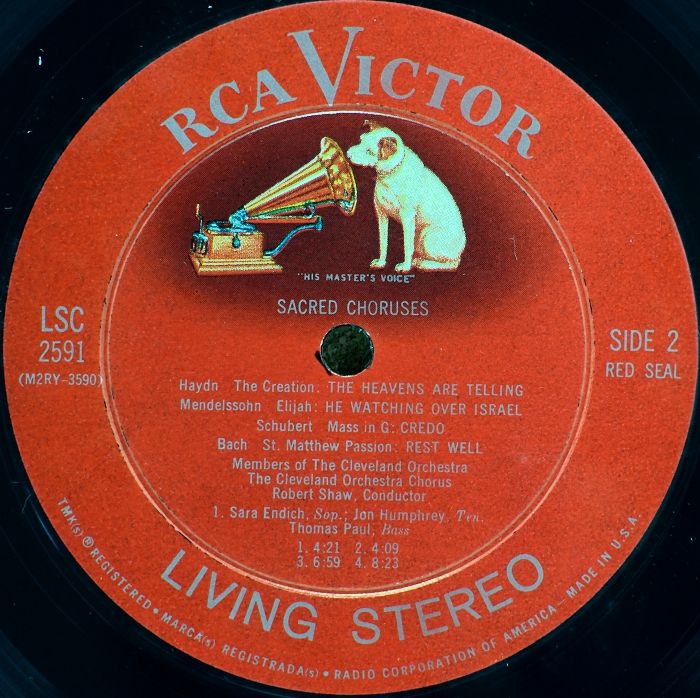 RCA VICTOR
"HIS MASTER'S VOICE"
SACRED CHORUSES
LSC
2591
(M2RY-3590)
SIDE 2
RED SEAL
Haydn The Creation: THE HEAVENS ARE TELLING
Mendelssohn Elijah: HE WATCHING OVER ISRAEL
Schubert Mass in G: CREDO
Bach St. Matthew Passion: REST WELL
Members of The Cleveland Orchestra
The Cleveland Orchestra Chorus
Robert Shaw, Conductor
1. Sara Endich, Sop.; Jon Humphrey, Ten.
Thomas Paul, Bass
1. 4:21 2. 4:09
3. 6:59 4. 8:23
LIVING STEREO
TMK(s) ® REGISTERED • MARCA(s) REGISTRADA(s) • RADIO CORPORATION OF AMERICA—MADE IN U.S.A.